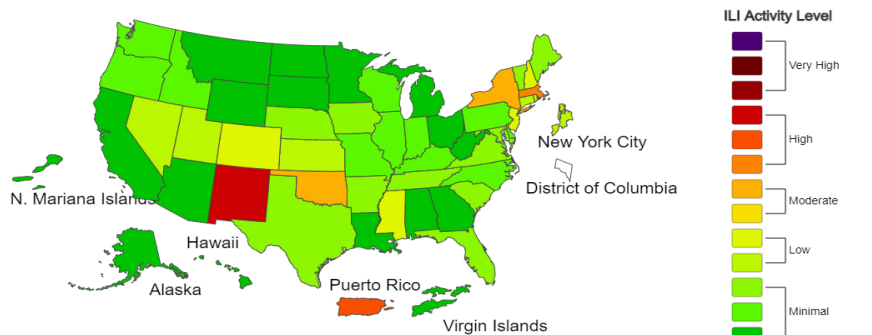 ILI Activity Level
Very High
High
Moderate
Low
Minimal
New York City
District of Columbia
N. Mariana Islands
Hawaii
Alaska
Puerto Rico
Virgin Islands